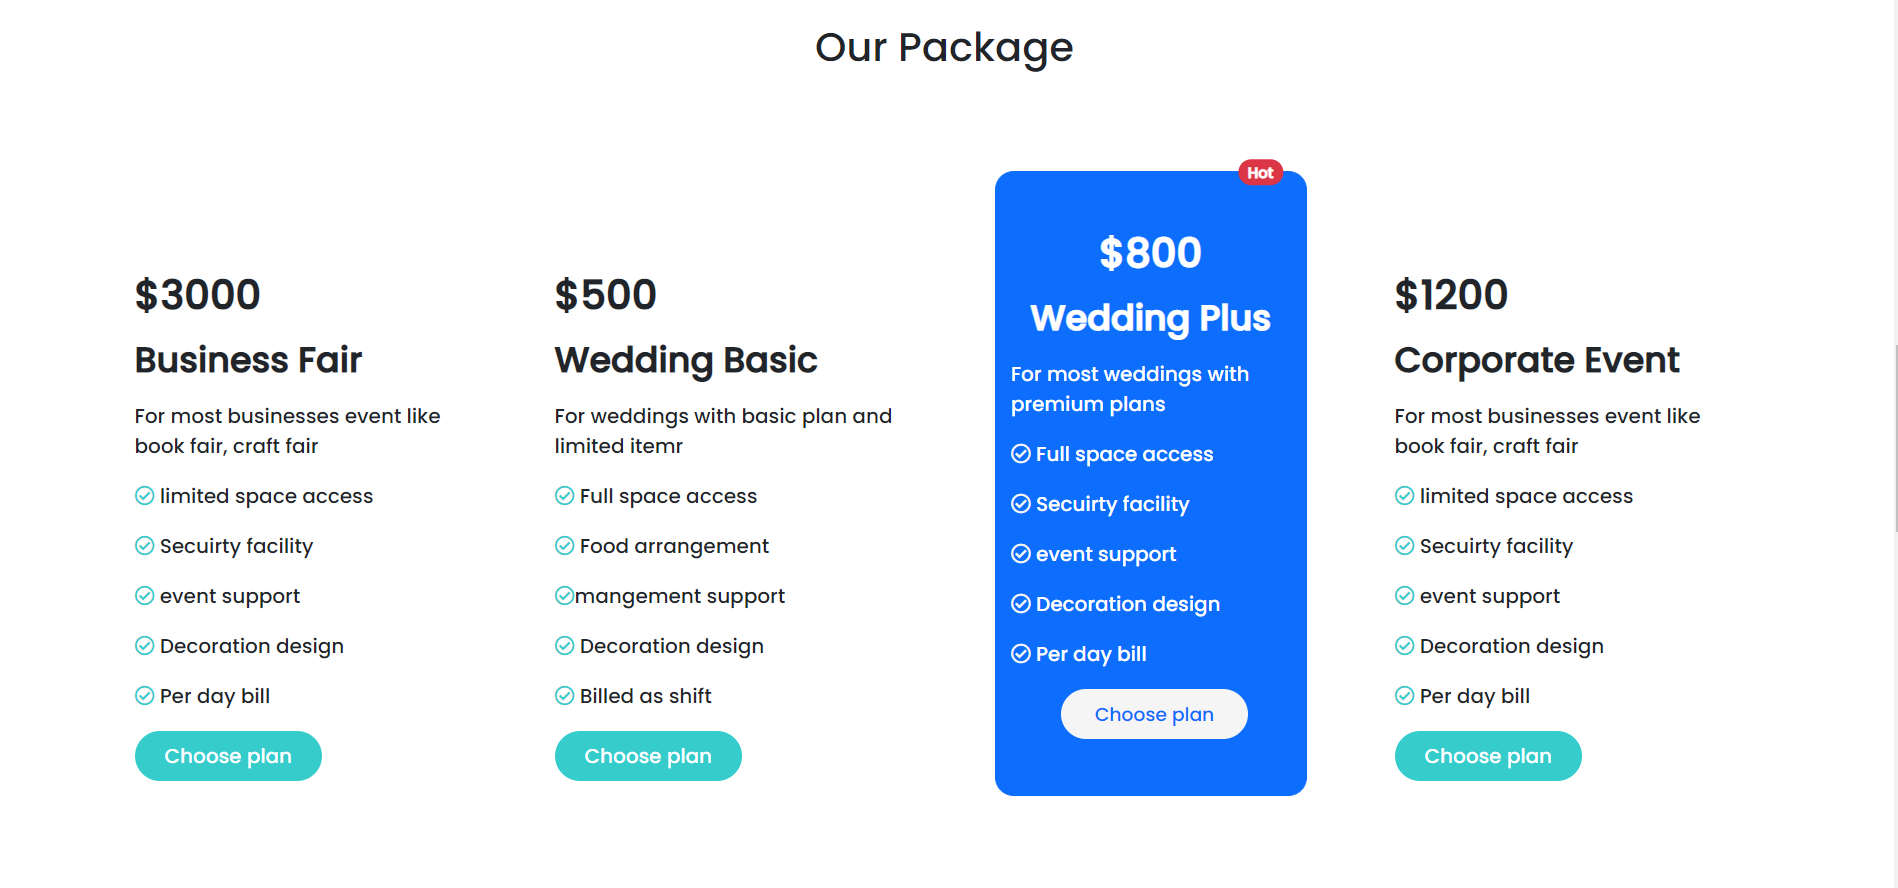 Our Package
$3000
Business Fair
For most businesses event like
book fair, craft fair
limited space access
Secuirty facility
event support
Decoration design
Per day bill
Choose plan
$500
Wedding Basic
For weddings with basic plan and
limited itemr
Full space access
Food arrangement
mangement support
Decoration design
Billed as shift
Choose plan
Hot
$800
Wedding Plus
For most weddings with
premium plans
Full space access
Secuirty facility
event support
Decoration design
Per day bill
Choose plan
$1200
Corporate Event
For most businesses event like
book fair, craft fair
limited space access
Secuirty facility
event support
Decoration design
Per day bill
Choose plan